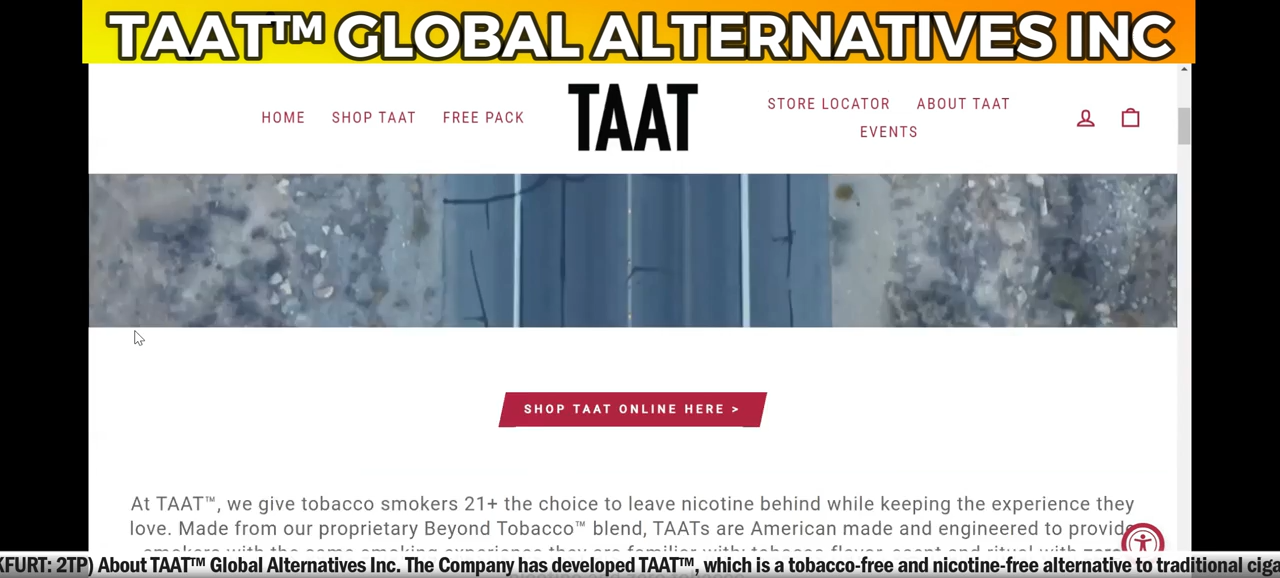 TAAT™ GLOBAL ALTERNATIVES INC
HOME SHOP TAAT FREE PACK
TAAT
STORE LOCATOR ABOUT TAAT
EVENTS
SHOP TAAT ONLINE HERE >
At TAAT™, we give tobacco smokers 21+ the choice to leave nicotine behind while keeping the experience they
love. Made from our proprietary Beyond Tobacco™ blend, TAATs are American made and engineered to provide
KFURT: 2TP) About TAAT™ Global Alternatives Inc. The Company has developed TAAT™, which is a tobacco-free and nicotine-free alternative to traditional ciga